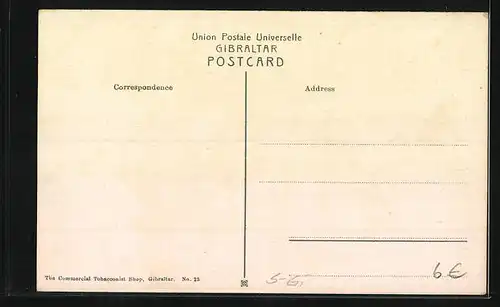 Union Postale Universelle
GIBRALTAR
POSTCARD
Correspondence
Address
The Commercial Tobacconist Shop, Gibraltar. No. 23
6€